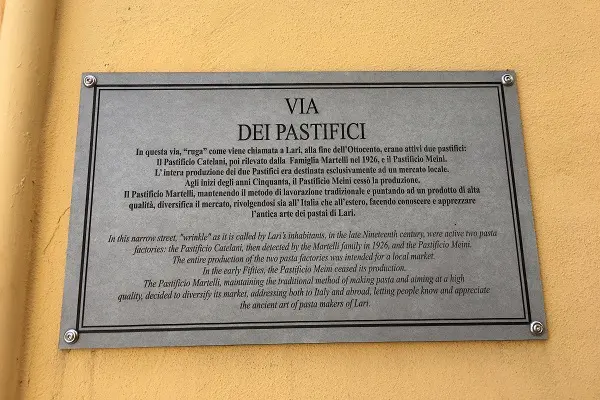 VIA
DEI PASTIFICI
In questa via, “ruga” come viene chiamata a Lari, alla fine dell’Ottocento, erano attivi due pastifici:
Il Pastificio Catelani, poi rilevato dalla Famiglia Martelli nel 1926, e il Pastificio Meini.
L’ intera produzione dei due Pastifici era destinata esclusivamente ad un mercato locale.
Agli inizi degli anni Cinquanta, il Pastificio Meini cessò la produzione.
Il Pastificio Martelli, mantenendo il metodo di lavorazione tradizionale e puntando ad un prodotto di alta
qualità, diversifica il mercato, rivolgendosi sia all’ Italia che all’estero, facendo conoscere e apprezzare
l’antica arte dei pastai di Lari.
In this narrow street, "wrinkle" as it is called by Lari’s inhabitants, in the late Nineteenth century, were active two pasta
factories: the Pastificio Catelani, then detected by the Martelli family in 1926, and the Pastificio Meini.
The entire production of the two pasta factories was intended for a local market.
In the early Fifties, the Pastificio Meini ceased its production.
The Pastificio Martelli, maintaining the traditional method of making pasta and aiming at a high
quality, decided to diversify its market, addressing both to Italy and abroad, letting people know and appreciate
the ancient art of pasta makers of Lari.